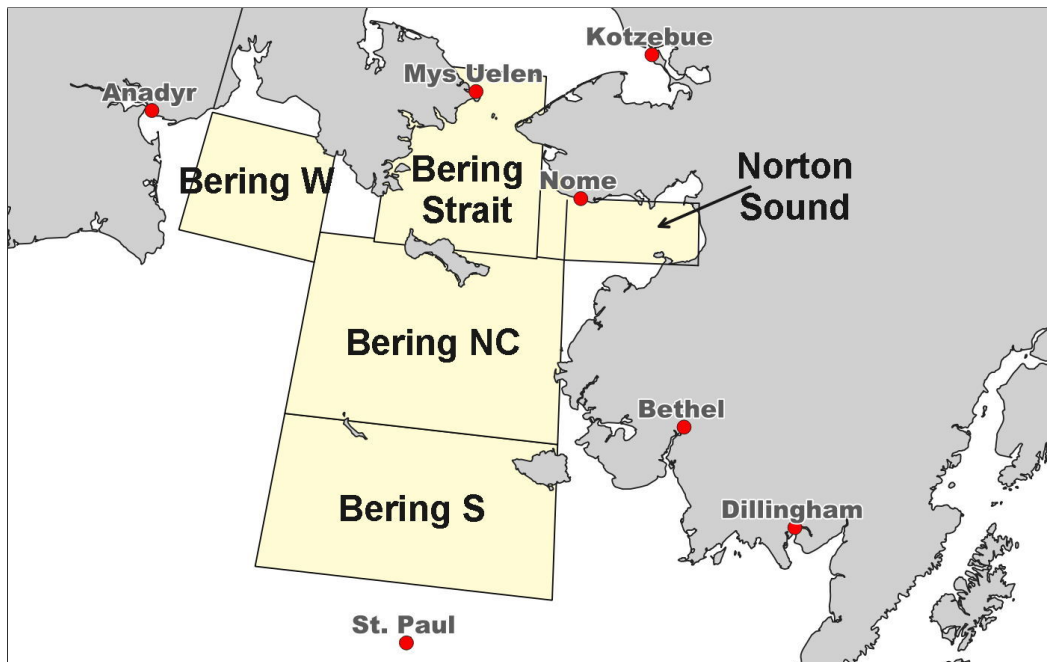 Kotzebue
Mys Uelen
Anadyr
Bering W
Bering
Strait
Nome
Norton
Sound
Bering NC
Bethel
Bering S
Dillingham
St. Paul